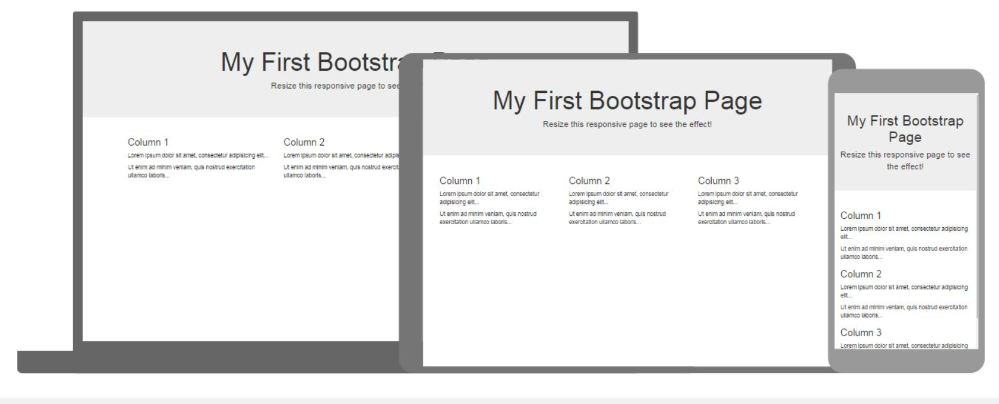 My First Bootstra
Resize this responsive page to see
Column 1
Lorem ipsum dolor sit amet, consectetur adipisicing elit...
Ut enim ad minim veniam, quis nostrud exercitation
ullamco laboris...
Column 2
Lorem ipsum dolor sit amet, consectetur adipis
Ut enim ad minim veniam, quis nostrud exercit
ullamco laboris...
My First Bootstrap Page
Resize this responsive page to see the effect!
Column 1
Lorem ipsum dolor sit amet, consectetur
adipisicing elit...
Ut enim ad minim veniam, quis nostrud
exercitation ullamco laboris...
Column 2
Lorem ipsum dolor sit amet, consectetur
adipisicing elit...
Ut enim ad minim veniam, quis nostrud
exercitation ullamco laboris...
Column 3
Lorem ipsum dolor sit amet, consectetur
adipisicing elit...
Ut enim ad minim veniam, quis nostrud
exercitation ullamco laboris...
My First Bootstrap
Page
Resize this responsive page to see
the effect!
Column 1
Lorem ipsum dolor sit amet, consectetur adipisicing
elit...
Ut enim ad minim veniam, quis nostrud exercitation
ullamco laboris...
Column 2
Lorem ipsum dolor sit amet, consectetur adipisicing
elit...
Ut enim ad minim veniam, quis nostrud exercitation
ullamco laboris...
Column 3
Lorem ipsum dolor sit amet, consectetur adipisicing